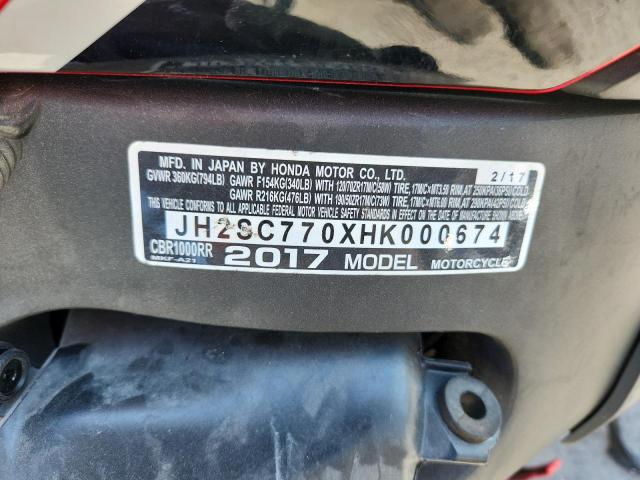 MFD. IN JAPAN BY HONDA MOTOR CO., LTD. 2/17
GVWR 360KG(794LB) GAWR F154KG(340LB) WITH 120/70ZR17M/C(58W) TIRE, 17M/C×MT3.50 RIM, AT 250KPA(36PSI) COLD
GAWR R216KG(476LB) WITH 190/50ZR17M/C(73W) TIRE, 17M/C×MT6.00 RIM, AT 290KPA(42PSI) COLD
THIS VEHICLE CONFORMS TO ALL APPLICABLE FEDERAL MOTOR VEHICLE SAFETY STANDARDS IN EFFECT ON THE DATE OF MANUFACTURE SHOWN ABOVE.
JH2SC770XHK000674
CBR1000RR 2017 MODEL MOTORCYCLE
MKF-A21